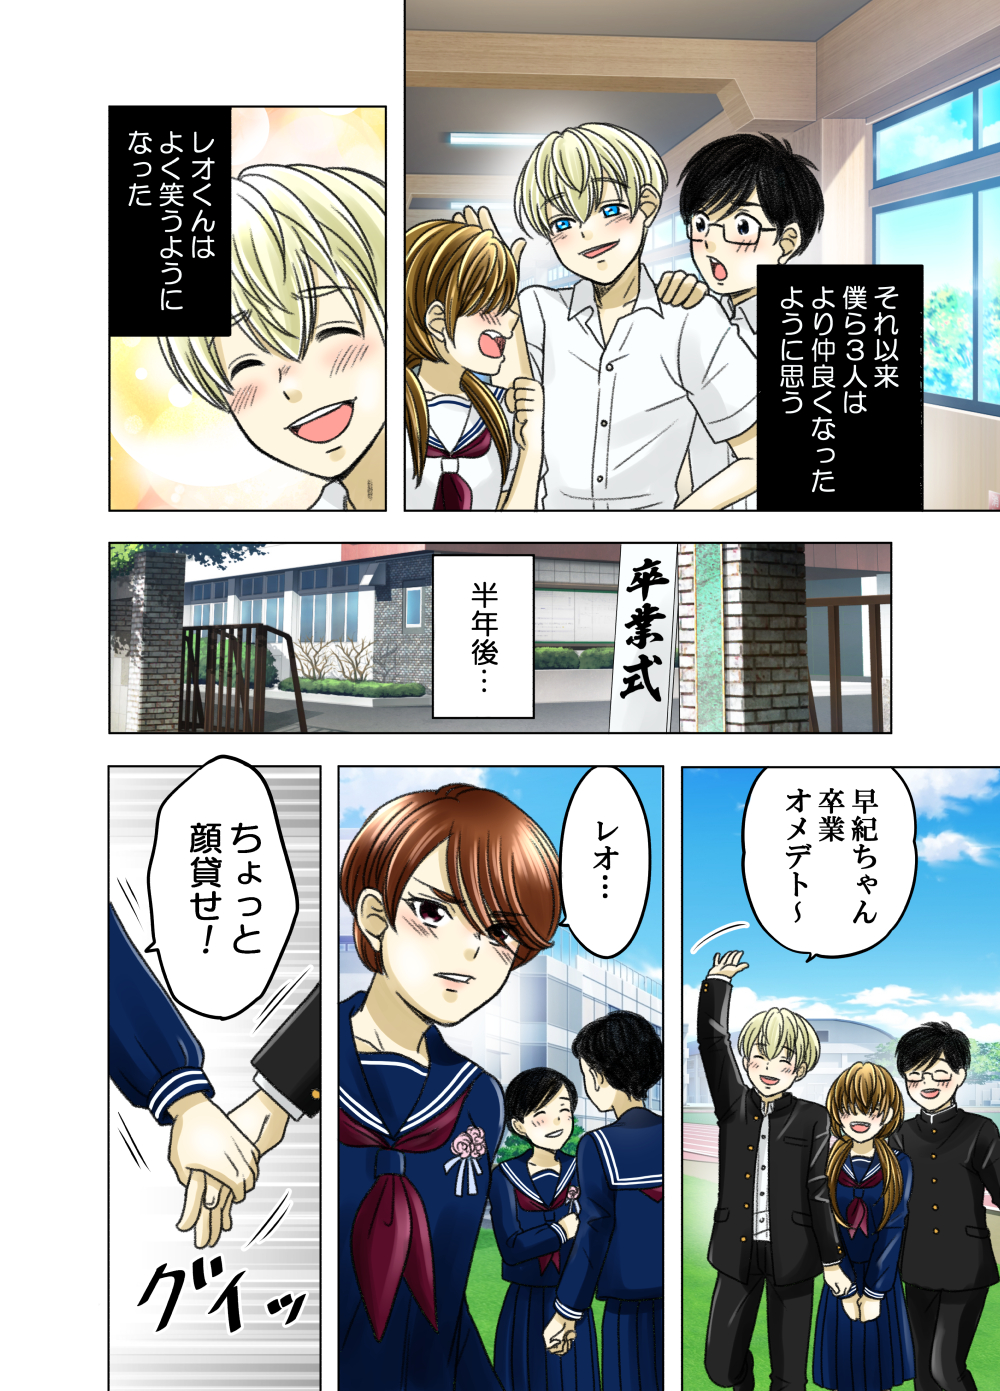 それ以来
僕ら3人は
より仲良くなった
ように思う
レオくんは
よく笑うように
なった
卒業式
半年後…
早紀ちゃん
卒業
オメデト~
レオ…
ちょっと
顔貸せ!
グイッ